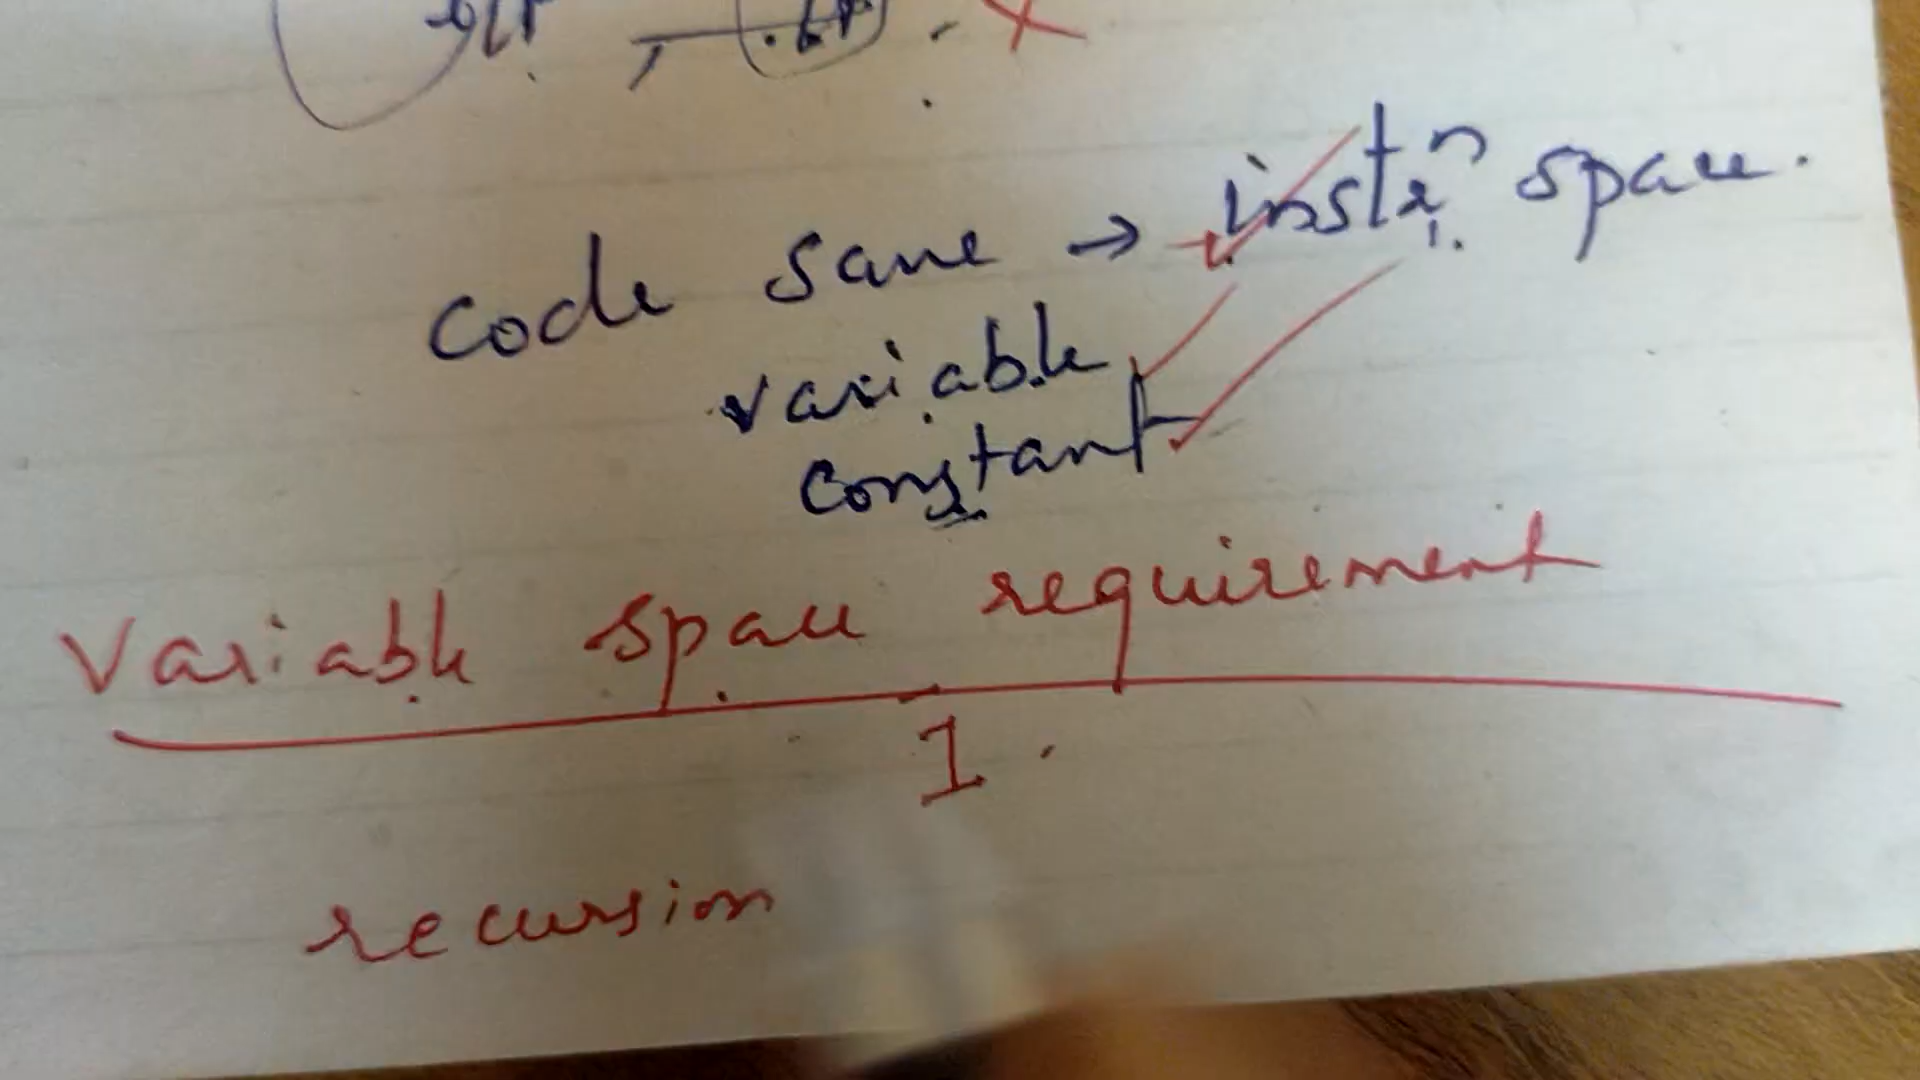 i/p, o/p.
code same → instrⁿ space.
variable
constant
variable space requirement
1.
recursion